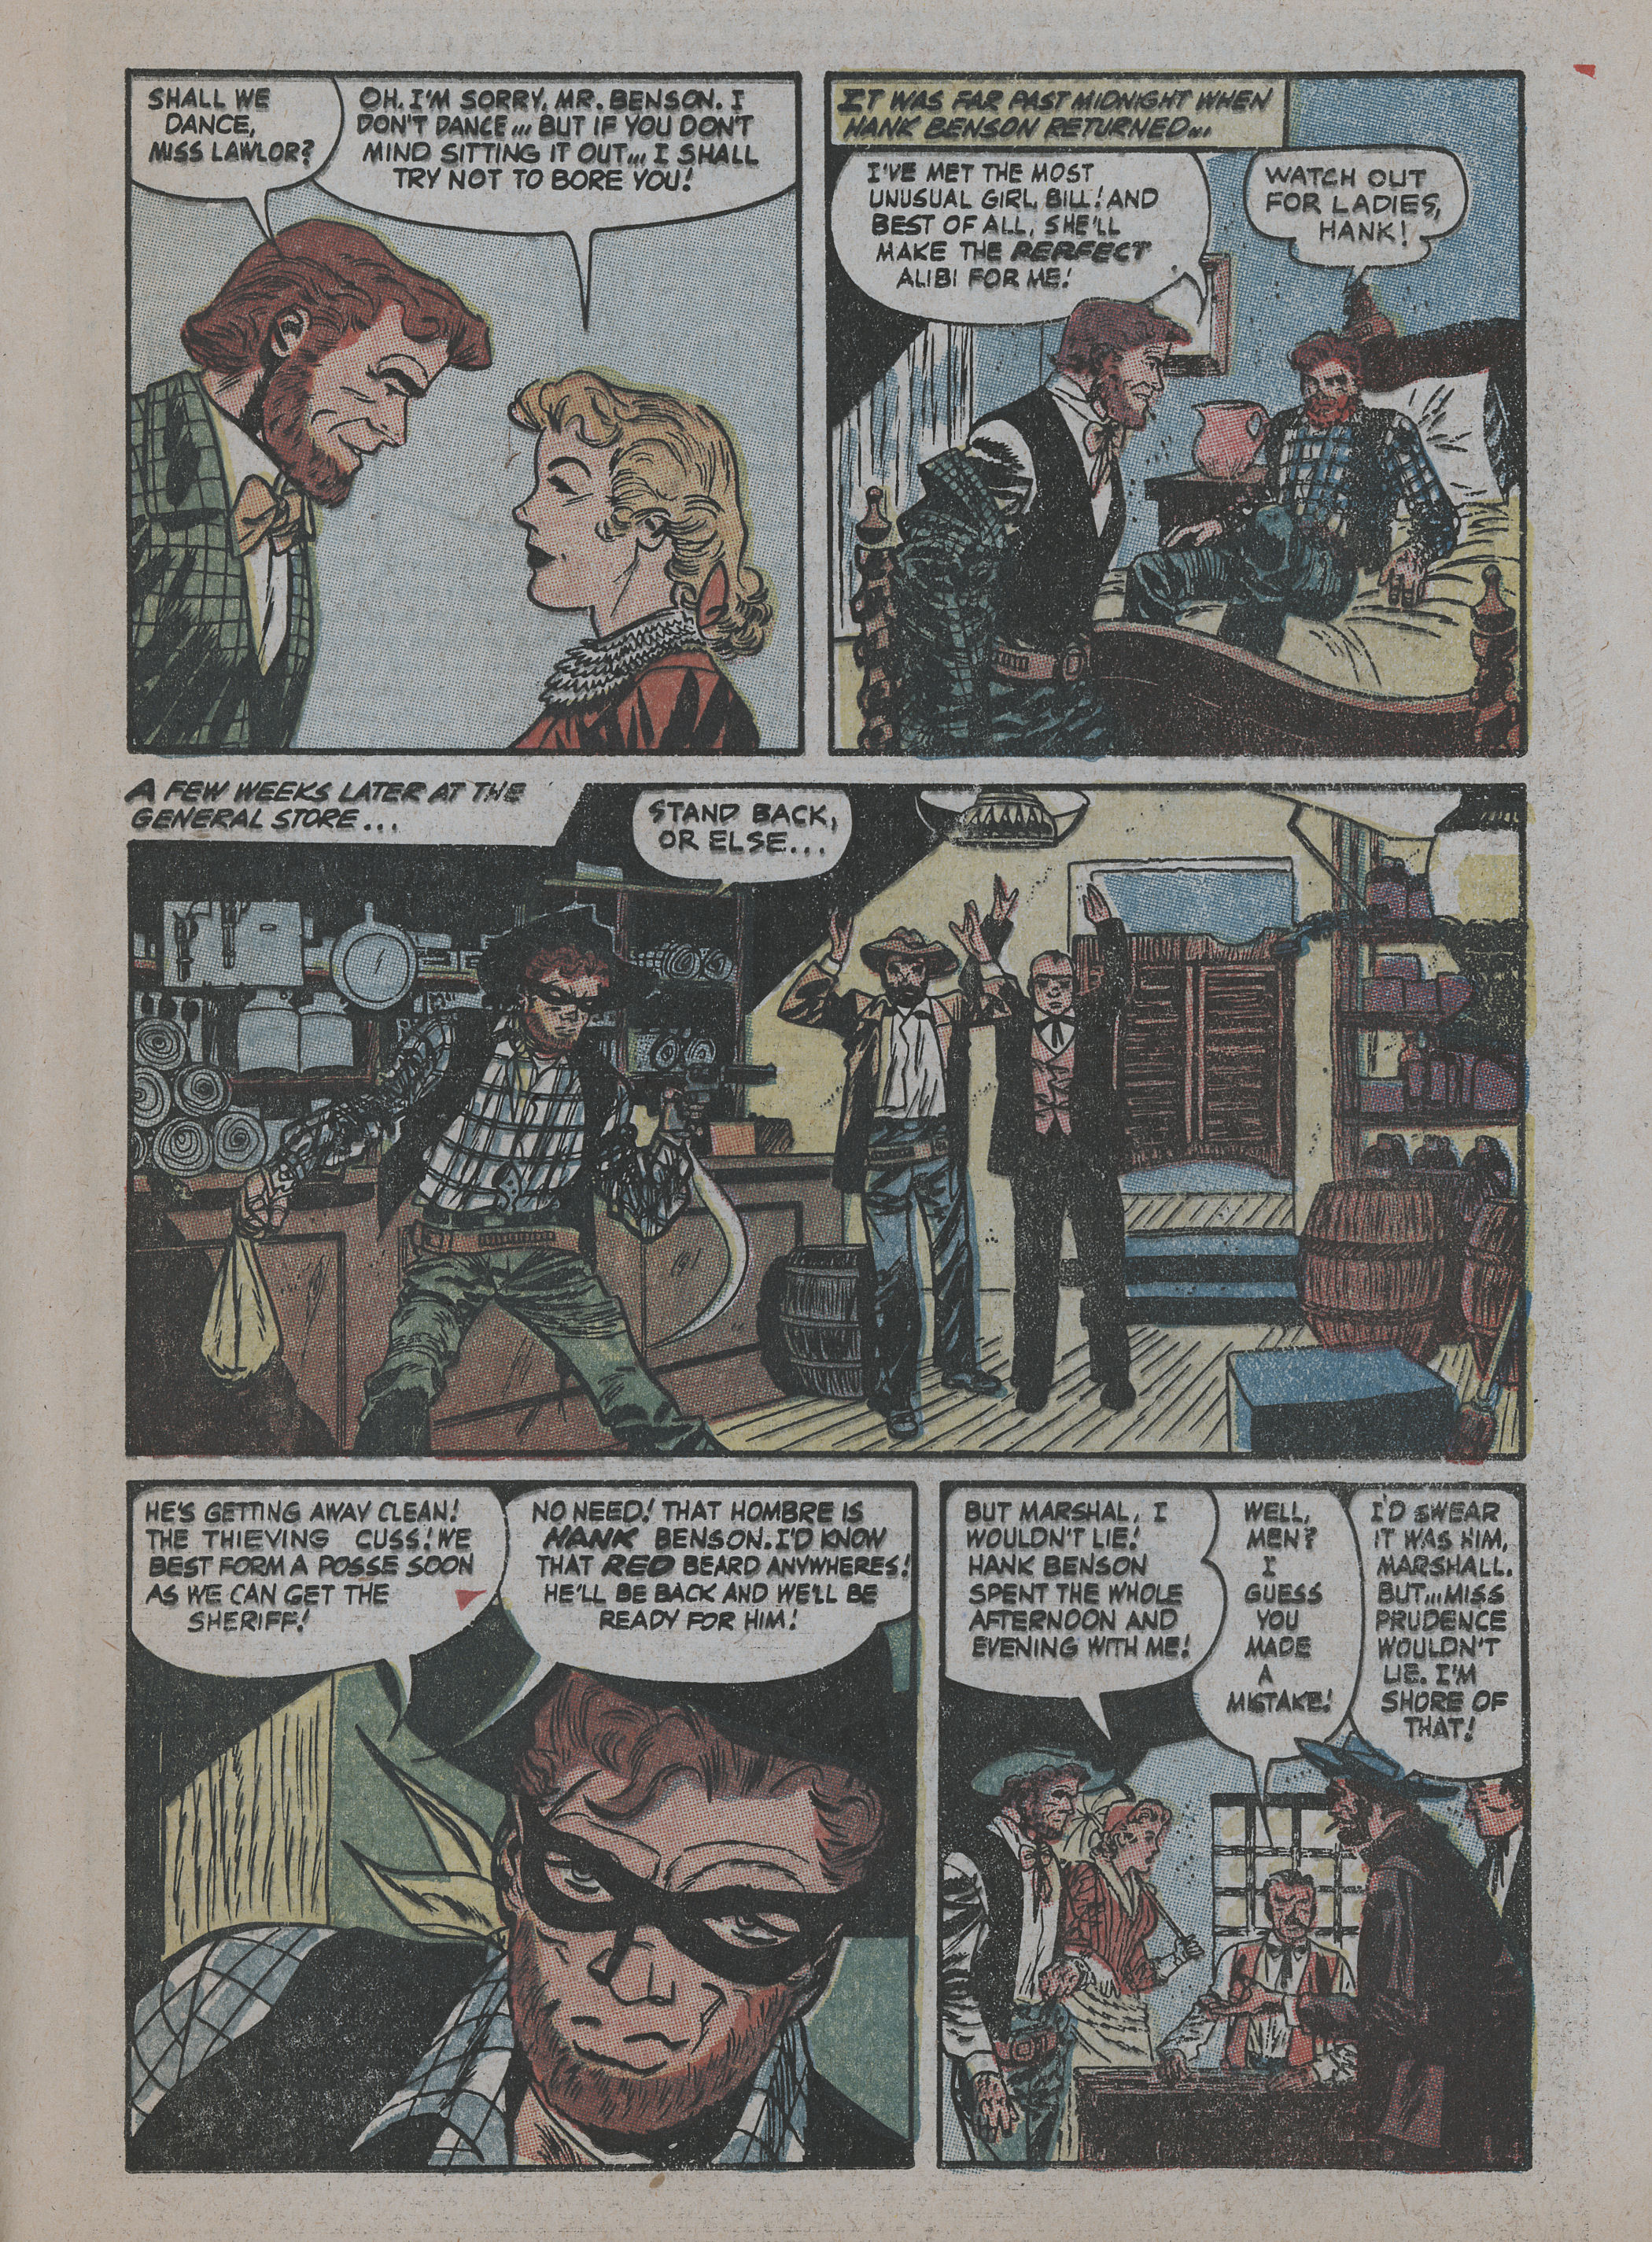 SHALL WE
DANCE,
MISS LAWLOR?
OH. I'M SORRY, MR. BENSON. I
DON'T DANCE... BUT IF YOU DON'T
MIND SITTING IT OUT... I SHALL
TRY NOT TO BORE YOU!
IT WAS FAR PAST MIDNIGHT WHEN
HANK BENSON RETURNED...
I'VE MET THE MOST
UNUSUAL GIRL, BILL! AND
BEST OF ALL, SHE'LL
MAKE THE PERFECT
ALIBI FOR ME!
WATCH OUT
FOR LADIES,
HANK!
A FEW WEEKS LATER AT THE
GENERAL STORE...
STAND BACK,
OR ELSE...
HE'S GETTING AWAY CLEAN!
THE THIEVING CUSS! WE
BEST FORM A POSSE SOON
AS WE CAN GET THE
SHERIFF!
NO NEED! THAT HOMBRE IS
HANK BENSON. I'D KNOW
THAT RED BEARD ANYWHERES!
HE'LL BE BACK AND WE'LL BE
READY FOR HIM!
BUT MARSHAL, I
WOULDN'T LIE!
HANK BENSON
SPENT THE WHOLE
AFTERNOON AND
EVENING WITH ME!
WELL,
MEN?
I
GUESS
YOU
MADE
A
MISTAKE!
I'D SWEAR
IT WAS HIM,
MARSHALL.
BUT... MISS
PRUDENCE
WOULDN'T
LIE. I'M
SHORE OF
THAT!